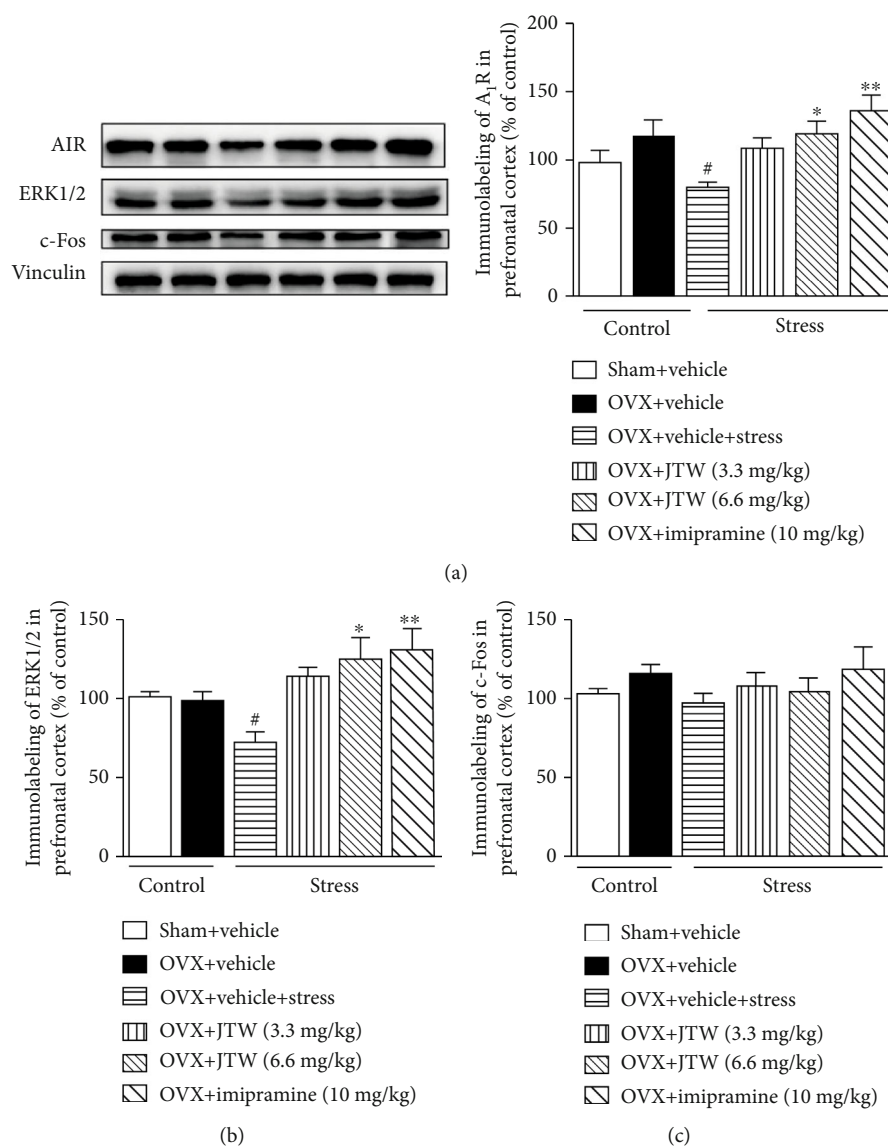 AIR
ERK1/2
c-Fos
Vinculin
Immunolabeling of A1R in
prefronatal cortex (% of control)
200
150
100
50
0
#
*
**
Control
Stress
Sham+vehicle
OVX+vehicle
OVX+vehicle+stress
OVX+JTW (3.3 mg/kg)
OVX+JTW (6.6 mg/kg)
OVX+imipramine (10 mg/kg)
(a)
Immunolabeling of ERK1/2 in
prefronatal cortex (% of control)
150
100
50
0
#
*
**
Control
Stress
Sham+vehicle
OVX+vehicle
OVX+vehicle+stress
OVX+JTW (3.3 mg/kg)
OVX+JTW (6.6 mg/kg)
OVX+imipramine (10 mg/kg)
(b)
Immunolabeling of c-Fos in
prefronatal cortex (% of control)
150
100
50
0
Control
Stress
Sham+vehicle
OVX+vehicle
OVX+vehicle+stress
OVX+JTW (3.3 mg/kg)
OVX+JTW (6.6 mg/kg)
OVX+imipramine (10 mg/kg)
(c)